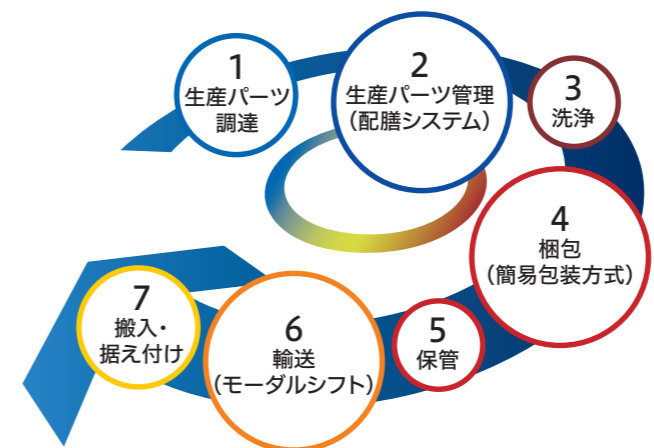 1
生産パーツ
調達
2
生産パーツ管理
（配膳システム）
3
洗浄
4
梱包
（簡易包装方式）
5
保管
6
輸送
（モーダルシフト）
7
搬入・
据え付け